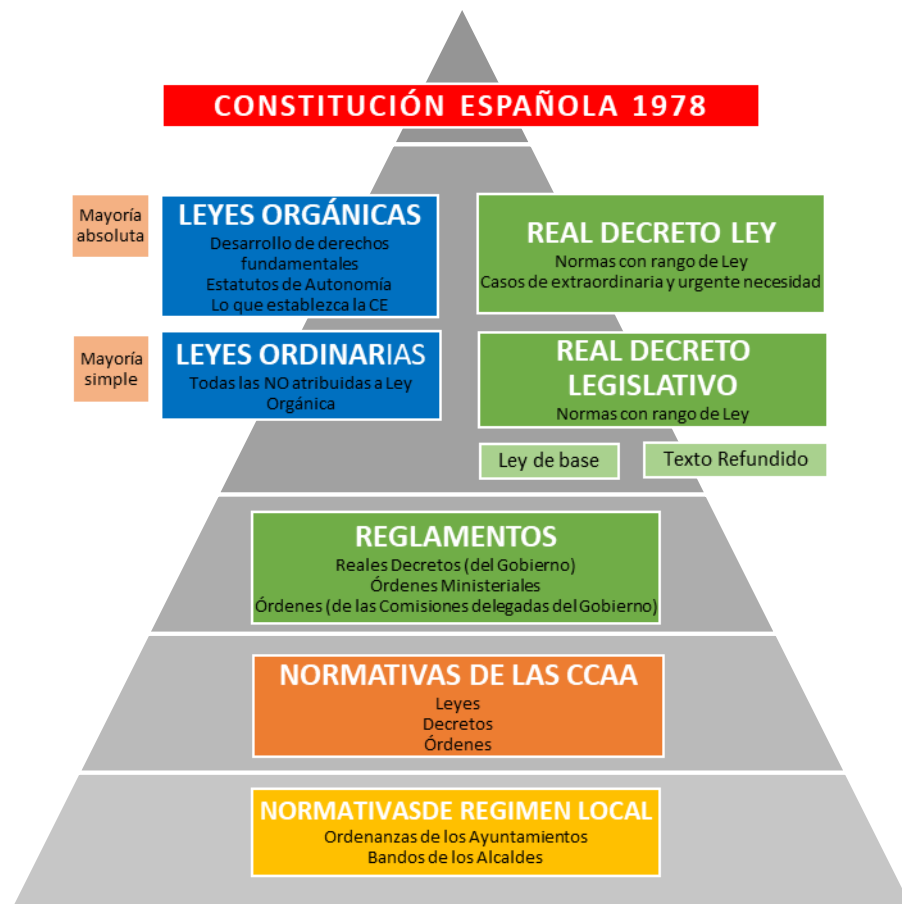 CONSTITUCIÓN ESPAÑOLA 1978
Mayoría
absoluta
LEYES ORGÁNICAS
Desarrollo de derechos
fundamentales
Estatutos de Autonomía
Lo que establezca la CE
REAL DECRETO LEY
Normas con rango de Ley
Casos de extraordinaria y urgente necesidad
Mayoría
simple
LEYES ORDINARIAS
Todas las NO atribuidas a Ley
Orgánica
REAL DECRETO
LEGISLATIVO
Normas con rango de Ley
Ley de base
Texto Refundido
REGLAMENTOS
Reales Decretos (del Gobierno)
Órdenes Ministeriales
Órdenes (de las Comisiones delegadas del Gobierno)
NORMATIVAS DE LAS CCAA
Leyes
Decretos
Órdenes
NORMATIVASDE REGIMEN LOCAL
Ordenanzas de los Ayuntamientos
Bandos de los Alcaldes